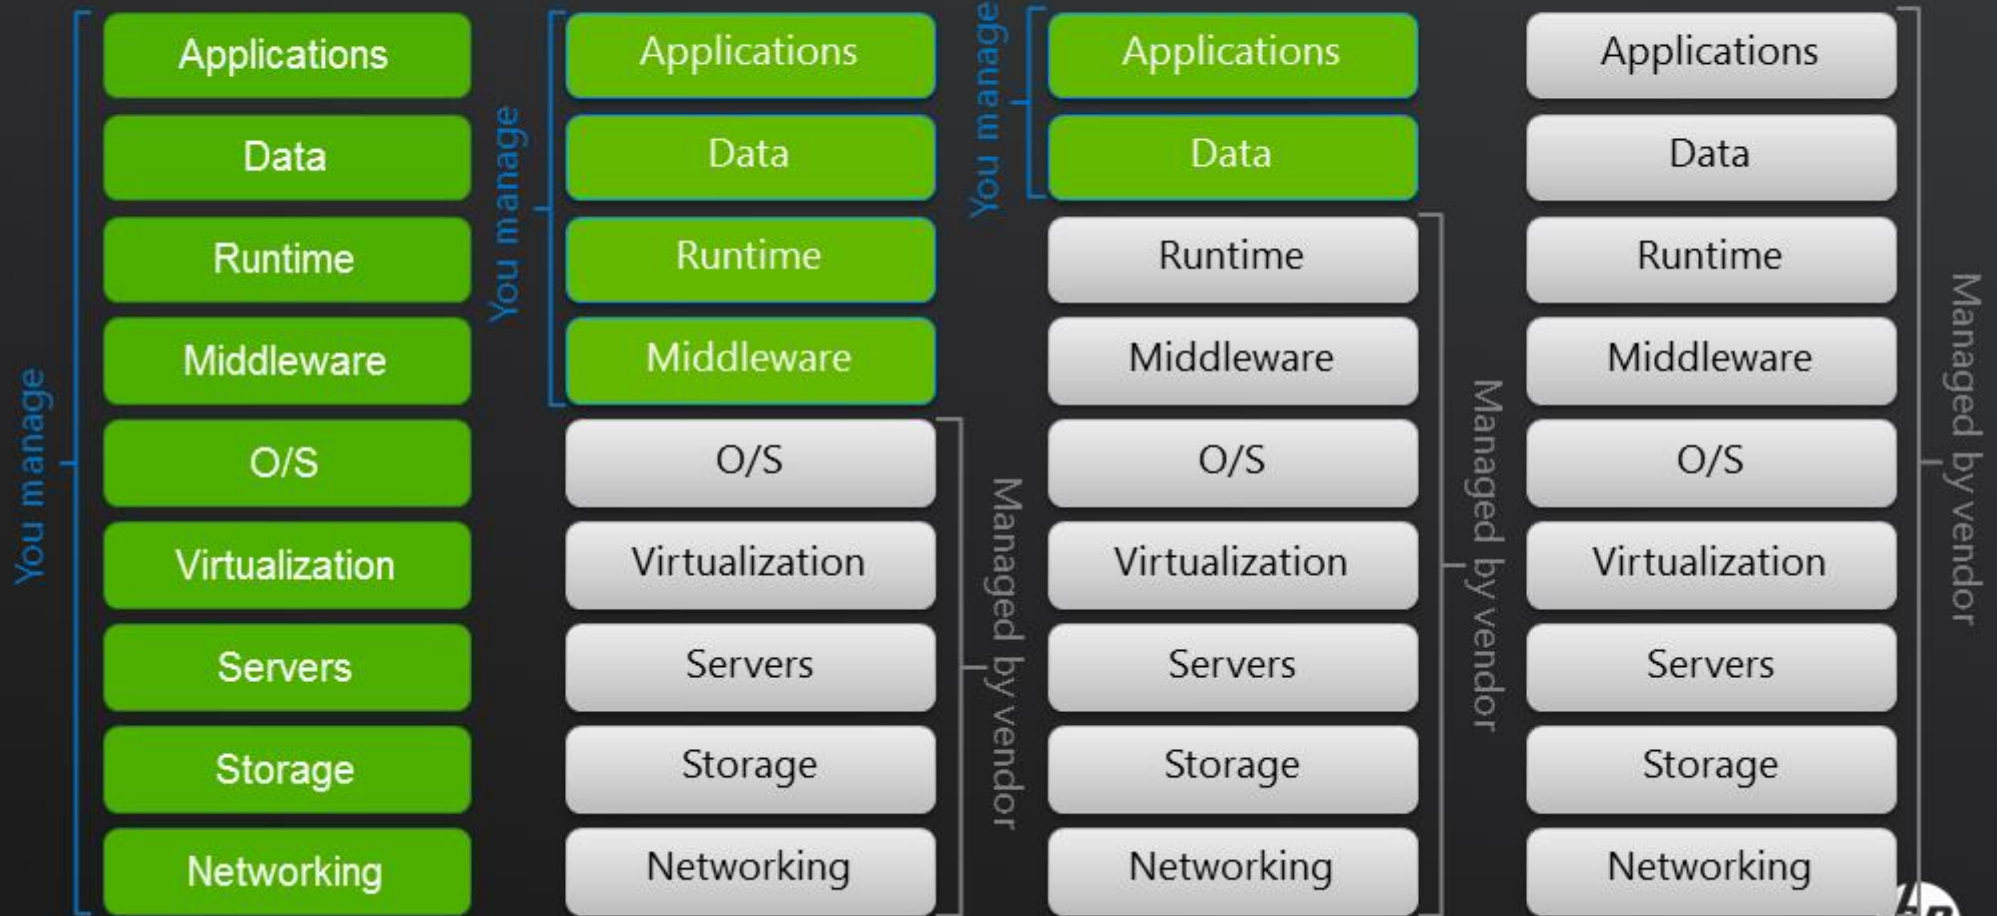 You manage
Applications
Data
Runtime
Middleware
O/S
Virtualization
Servers
Storage
Networking
You manage
Applications
Data
Runtime
Middleware
O/S
Virtualization
Servers
Storage
Networking
Managed by vendor
You manage
Applications
Data
Runtime
Middleware
O/S
Virtualization
Servers
Storage
Networking
Managed by vendor
Applications
Data
Runtime
Middleware
O/S
Virtualization
Servers
Storage
Networking
Managed by vendor
hp